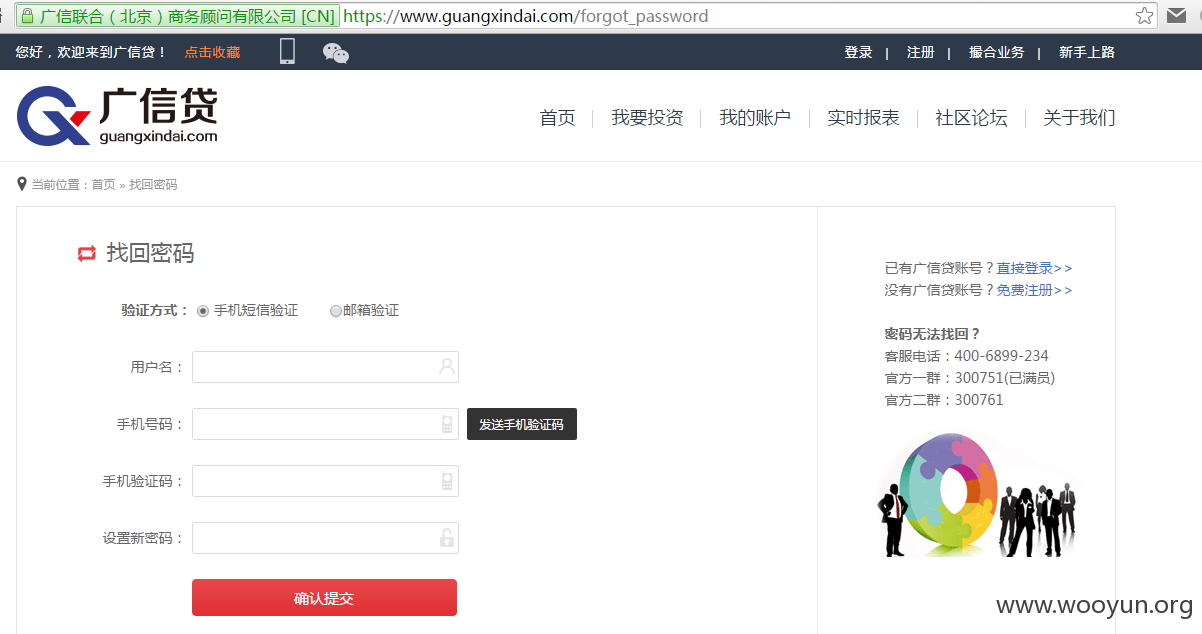 广信联合（北京）商务顾问有限公司 [CN] https://www.guangxindai.com/forgot_password
您好，欢迎来到广信贷！ 点击收藏 登录 | 注册 | 撮合业务 | 新手上路
广信贷
guangxindai.com
首页 我要投资 我的账户 实时报表 社区论坛 关于我们
当前位置：首页 » 找回密码
找回密码
验证方式： 手机短信验证 邮箱验证
用户名：
手机号码： 发送手机验证码
手机验证码：
设置新密码：
确认提交
已有广信贷账号？直接登录>>
没有广信贷账号？免费注册>>
密码无法找回？
客服电话：400-6899-234
官方一群：300751(已满员)
官方二群：300761
www.wooyun.org